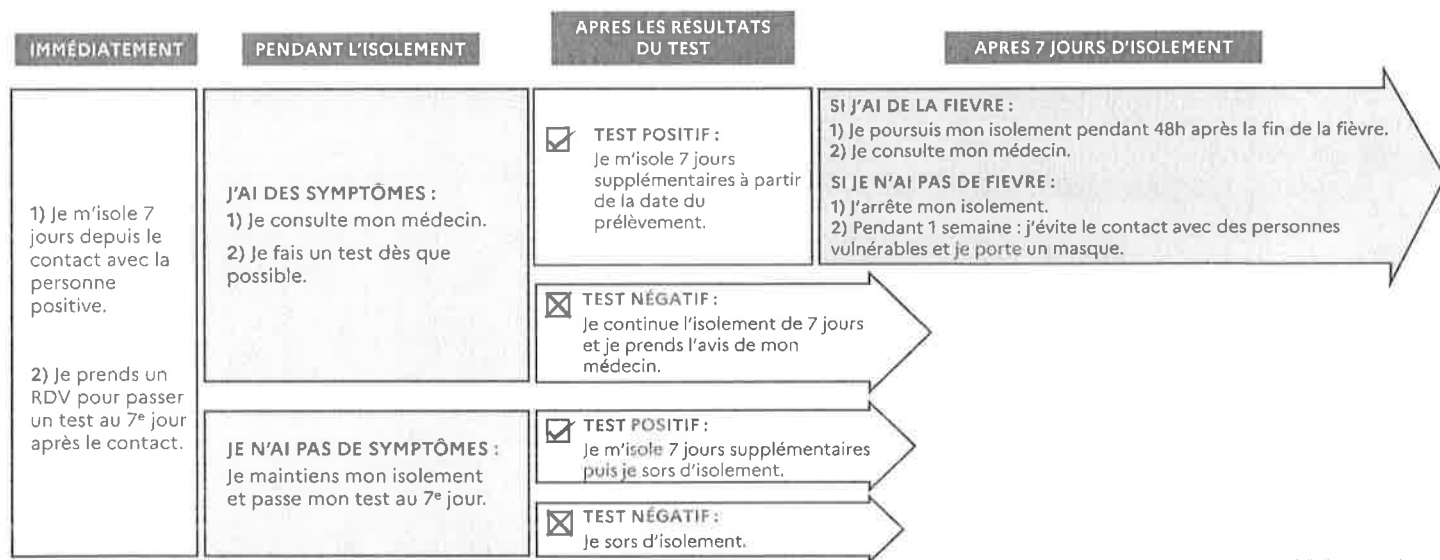 IMMÉDIATEMENT
PENDANT L'ISOLEMENT
APRES LES RÉSULTATS
DU TEST
APRES 7 JOURS D'ISOLEMENT
1) Je m'isole 7
jours depuis le
contact avec la
personne
positive.
2) Je prends un
RDV pour passer
un test au 7e jour
après le contact.
J'AI DES SYMPTÔMES :
1) Je consulte mon médecin.
2) Je fais un test dès que
possible.
TEST POSITIF :
Je m'isole 7 jours
supplémentaires à partir
de la date du
prélèvement.
SI J'AI DE LA FIEVRE :
1) Je poursuis mon isolement pendant 48h après la fin de la fièvre.
2) Je consulte mon médecin.
SI JE N'AI PAS DE FIEVRE :
1) J'arrête mon isolement.
2) Pendant 1 semaine : j'évite le contact avec des personnes
vulnérables et je porte un masque.
TEST NÉGATIF :
Je continue l'isolement de 7 jours
et je prends l'avis de mon
médecin.
JE N'AI PAS DE SYMPTÔMES :
Je maintiens mon isolement
et passe mon test au 7e jour.
TEST POSITIF :
Je m'isole 7 jours supplémentaires
puis je sors d'isolement.
TEST NÉGATIF :
Je sors d'isolement.